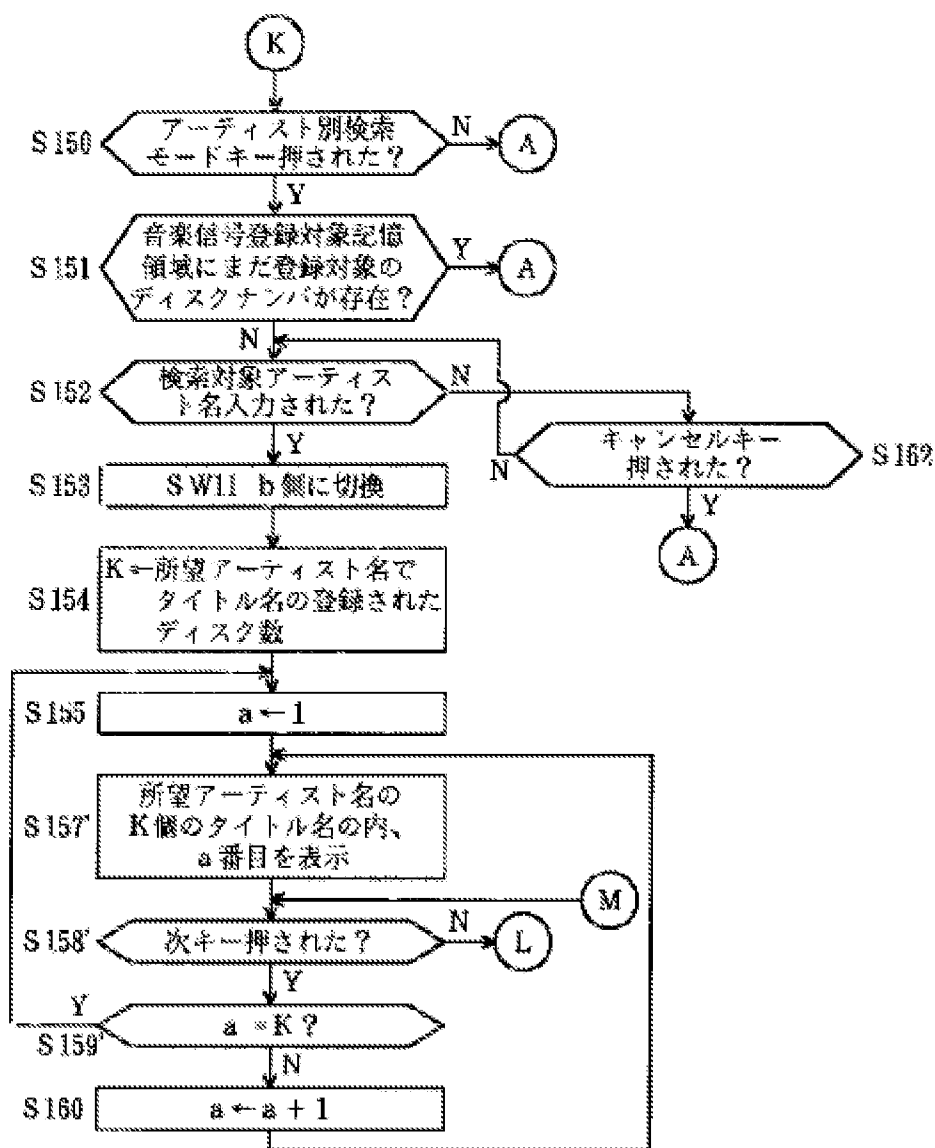 K
S150
アーディスト別検索
モードキー押された?
N
A
Y
S151
音楽信号登録対象記憶
領域にまだ登録対象の
ディスクナンバが存在?
Y
A
N
S152
検索対象アーティス
ト名入力された?
N
キャンセルキー
押された?
S162
N
Y
A
Y
S153
SW11 b側に切換
S154
K←所望アーティスト名で
タイトル名の登録された
ディスク数
S155
a←1
S157'
所望アーティスト名の
K個のタイトル名の内、
a番目を表示
M
S158'
次キー押された?
N
L
Y
Y
S159'
a=K?
N
S160
a←a+1